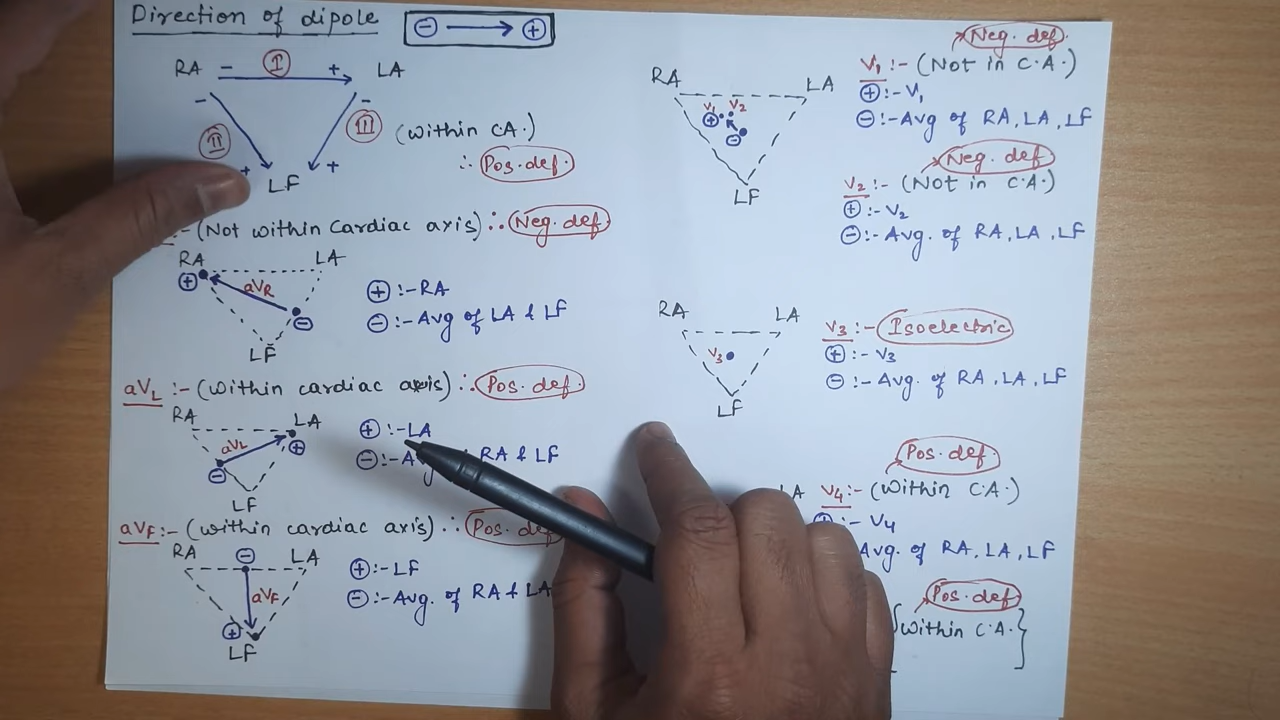 Direction of dipole ⊖ → ⊕
RA - I + LA
- -
II III (within CA.)
+ +
∴ Pos. def.
LF
:- (Not within Cardiac axis) ∴ Neg. def.
RA LA
⊕ aVR ⊕ :- RA
⊖ ⊖ :- Avg of LA & LF
LF
aVL :- (Within cardiac axis) ∴ Pos. def.
RA LA
aVL ⊕ ⊕ :- LA
⊖ ⊖ :- RA & LF
LF
aVF :- (within cardiac axis) ∴ Pos. def
RA ⊖ LA
aVF ⊕ :- LF
⊕ ⊖ :- Avg. of RA & LA
LF
Neg. def.
V1 :- (Not in C.A.)
RA LA
⊕ :- V1
V1 V2
⊕ ⊖ :- Avg of RA, LA, LF
⊖
Neg. def
V2 :- (Not in C.A.)
LF
⊕ :- V2
⊖ :- Avg. of RA, LA, LF
RA LA
V3 :- Isoelectric
V3 ⊕ :- V3
⊖ :- Avg. of RA, LA, LF
LF
Pos. def.
LA V4 :- (Within C.A.)
⊕ :- V4
Avg. of RA, LA, LF
Pos. def
{Within C.A.}